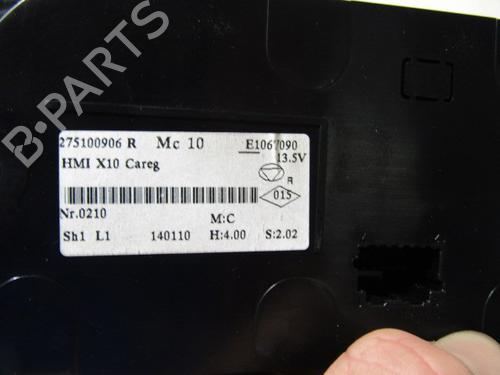 B-PARTS
275100906 R Mc 10 E1067090
HMI X10 Careg 13.5V
R
015
Nr.0210 M:C
Sh1 L1 140110 H:4.00 S:2.02